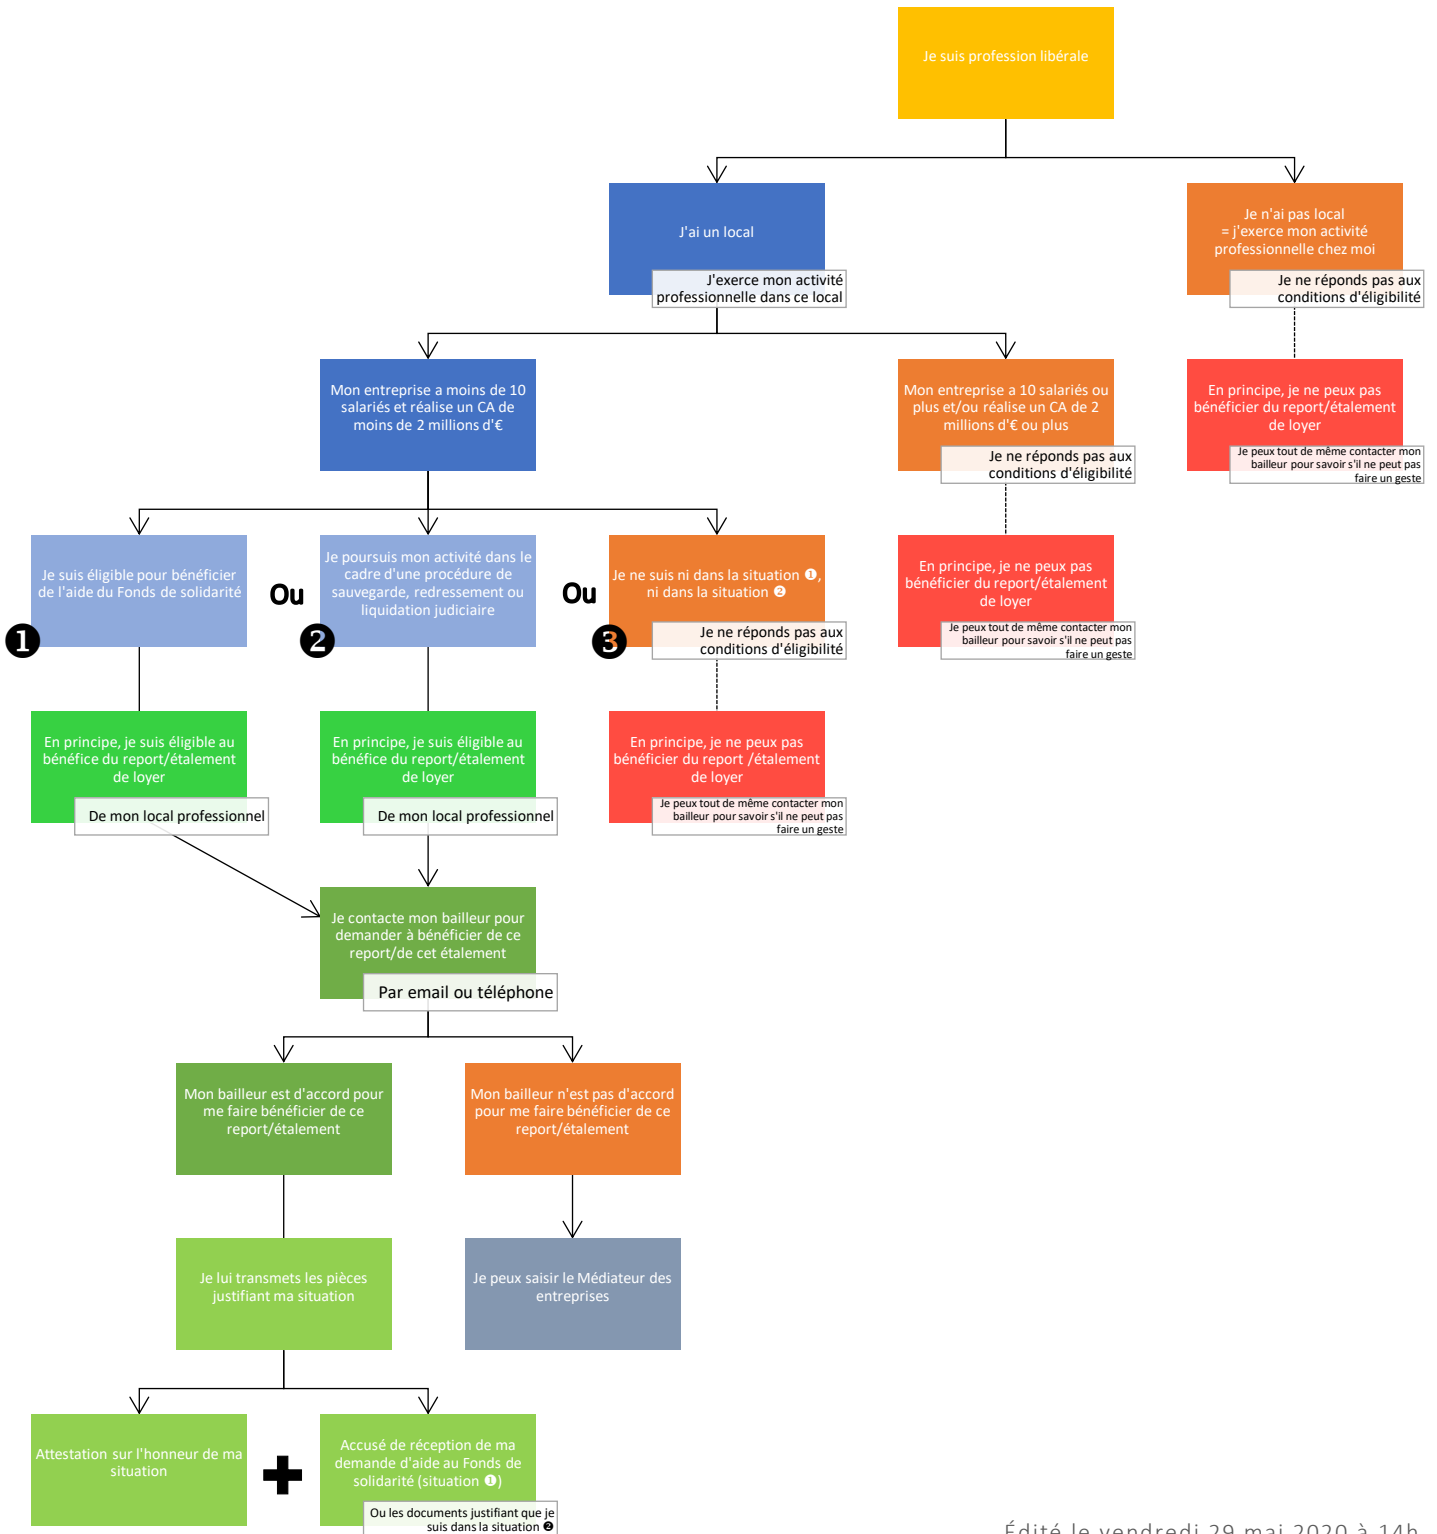 Je suis profession libérale
J'ai un local
J'exerce mon activité
professionnelle dans ce local
Je n'ai pas local
= j'exerce mon activité
professionnelle chez moi
Je ne réponds pas aux
conditions d'éligibilité
Mon entreprise a moins de 10
salariés et réalise un CA de
moins de 2 millions d'€
Mon entreprise a 10 salariés ou
plus et/ou réalise un CA de 2
millions d'€ ou plus
Je ne réponds pas aux
conditions d'éligibilité
En principe, je ne peux pas
bénéficier du report/étalement
de loyer
Je peux tout de même contacter mon
bailleur pour savoir s'il ne peut pas
faire un geste
Je suis éligible pour bénéficier
de l'aide du Fonds de solidarité
❶
Ou
Je poursuis mon activité dans le
cadre d'une procédure de
sauvegarde, redressement ou
liquidation judiciaire
❷
Ou
Je ne suis ni dans la situation ❶,
ni dans la situation ❷
❸
Je ne réponds pas aux
conditions d'éligibilité
En principe, je ne peux pas
bénéficier du report/étalement
de loyer
Je peux tout de même contacter mon
bailleur pour savoir s'il ne peut pas
faire un geste
En principe, je suis éligible au
bénéfice du report/étalement
de loyer
De mon local professionnel
En principe, je suis éligible au
bénéfice du report/étalement
de loyer
De mon local professionnel
En principe, je ne peux pas
bénéficier du report /étalement
de loyer
Je peux tout de même contacter mon
bailleur pour savoir s'il ne peut pas
faire un geste
Je contacte mon bailleur pour
demander à bénéficier de ce
report/de cet étalement
Par email ou téléphone
Mon bailleur est d'accord pour
me faire bénéficier de ce
report/étalement
Mon bailleur n'est pas d'accord
pour me faire bénéficier de ce
report/étalement
Je lui transmets les pièces
justifiant ma situation
Je peux saisir le Médiateur des
entreprises
Attestation sur l'honneur de ma
situation
Accusé de réception de ma
demande d'aide au Fonds de
solidarité (situation ❶)
Ou les documents justifiant que je
suis dans la situation ❷
Édité le vendredi 29 mai 2020 à 14h